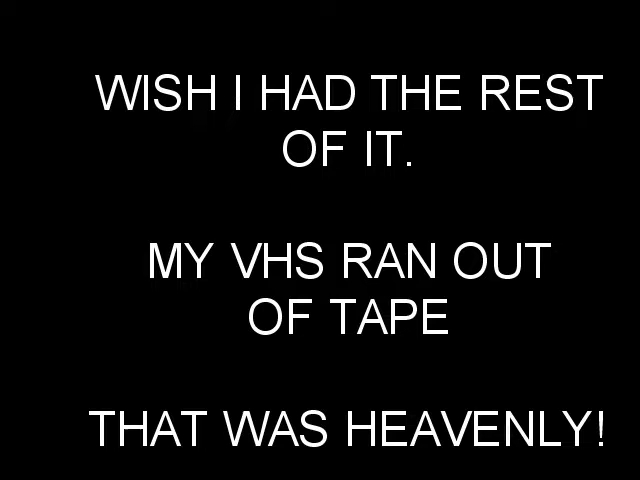 WISH I HAD THE REST
OF IT.
MY VHS RAN OUT
OF TAPE
THAT WAS HEAVENLY!